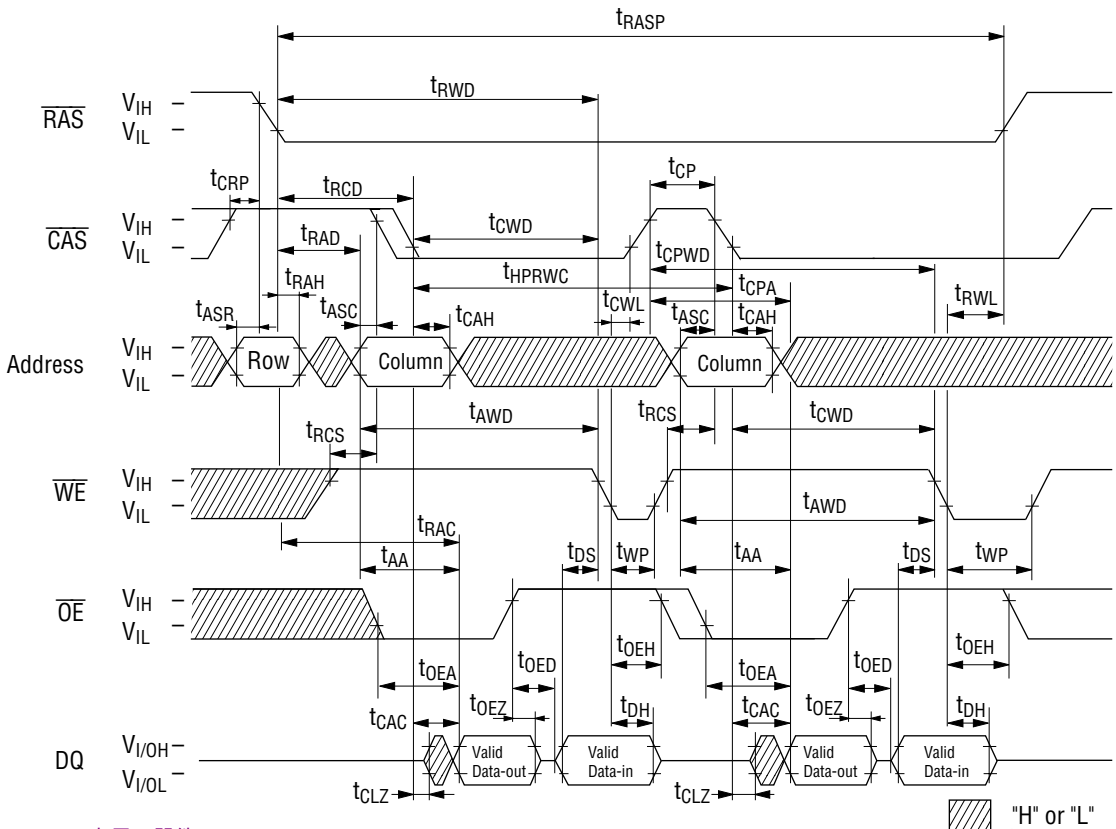 tRASP
tRWD
RAS
VIH
VIL
tCRP
tRCD
tCP
CAS
VIH
VIL
tRAD
tCWD
tCPWD
tHPRWC
tCPA
tRAH
tASR
tASC
tCAH
tCWL
tASC
tCAH
tRWL
Address
VIH
VIL
Row
Column
Column
tRCS
tAWD
tRCS
tCWD
WE
VIH
VIL
tRAC
tAWD
tAA
tDS
tWP
tAA
tDS
tWP
OE
VIH
VIL
tOEA
tOED
tOEH
tOEA
tOED
tOEH
tCAC
tOEZ
tDH
tCAC
tOEZ
tDH
DQ
VI/OH
VI/OL
Valid Data-out
Valid Data-in
Valid Data-out
Valid Data-in
tCLZ
tCLZ
"H" or "L"